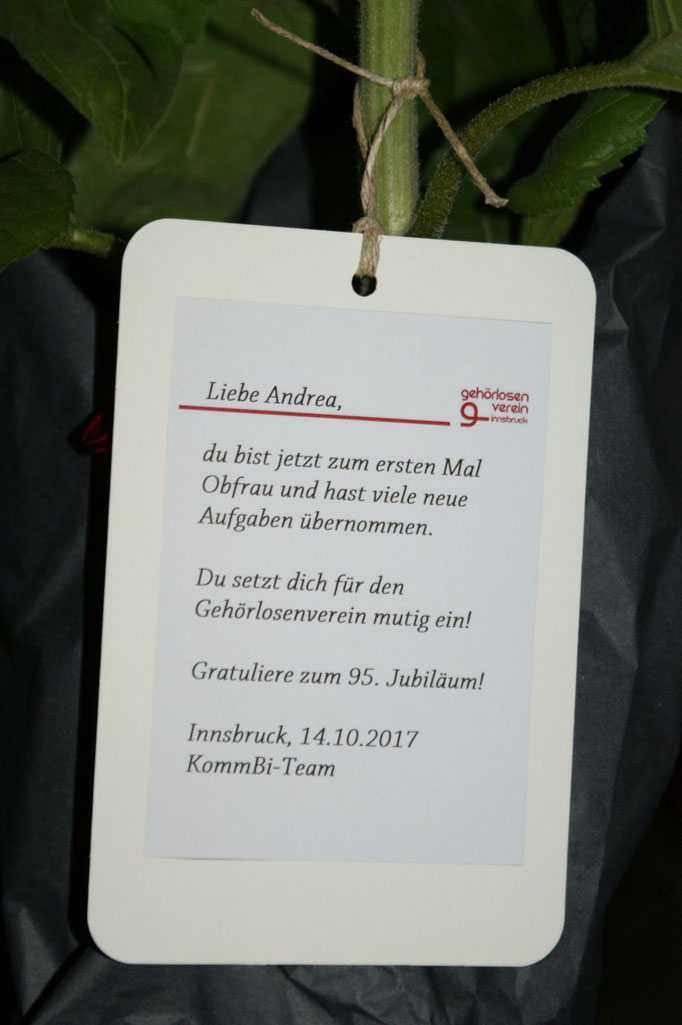 Liebe Andrea,
gehörlosen
verein
innsbruck
du bist jetzt zum ersten Mal
Obfrau und hast viele neue
Aufgaben übernommen.
Du setzt dich für den
Gehörlosenverein mutig ein!
Gratuliere zum 95. Jubiläum!
Innsbruck, 14.10.2017
KommBi-Team